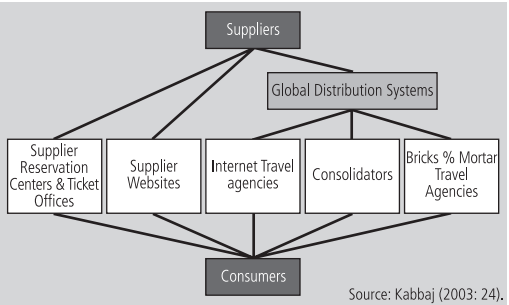 Suppliers
Global Distribution Systems
Supplier
Reservation
Centers & Ticket
Offices
Supplier
Websites
Internet Travel
agencies
Consolidators
Bricks % Mortar
Travel
Agencies
Consumers
Source: Kabbaj (2003: 24).